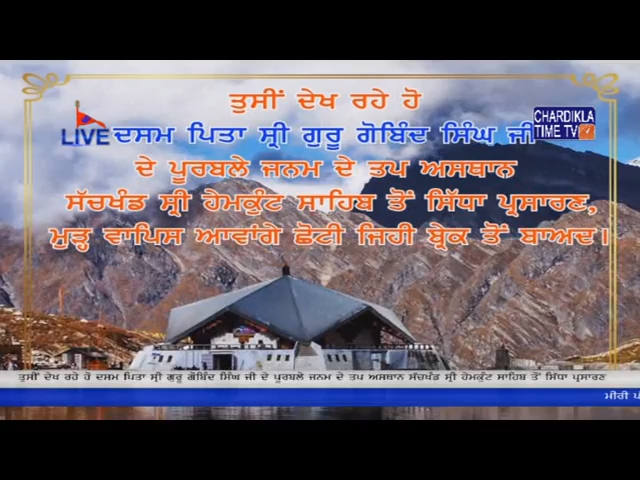 ਤੁਸੀਂ ਦੇਖ ਰਹੇ ਹੋ
LIVE
ਦਸਮ ਪਿਤਾ ਸ੍ਰੀ ਗੁਰੂ ਗੋਬਿੰਦ ਸਿੰਘ ਜੀ
CHARDIKLA
TIME TV
ਦੇ ਪੂਰਬਲੇ ਜਨਮ ਦੇ ਤਪ ਅਸਥਾਨ
ਸੱਚਖੰਡ ਸ੍ਰੀ ਹੇਮਕੁੰਟ ਸਾਹਿਬ ਤੋਂ ਸਿੱਧਾ ਪ੍ਰਸਾਰਣ,
ਮੁੜ੍ਹ ਵਾਪਿਸ ਆਵਾਂਗੇ ਛੋਟੀ ਜਿਹੀ ਬ੍ਰੇਕ ਤੋਂ ਬਾਅਦ।
ਤੁਸੀਂ ਦੇਖ ਰਹੇ ਹੋ ਦਸਮ ਪਿਤਾ ਸ੍ਰੀ ਗੁਰੂ ਗੋਬਿੰਦ ਸਿੰਘ ਜੀ ਦੇ ਪੂਰਬਲੇ ਜਨਮ ਦੇ ਤਪ ਅਸਥਾਨ ਸੱਚਖੰਡ ਸ੍ਰੀ ਹੇਮਕੁੰਟ ਸਾਹਿਬ ਤੋਂ ਸਿੱਧਾ ਪ੍ਰਸਾਰਣ
ਮੀਰੀ